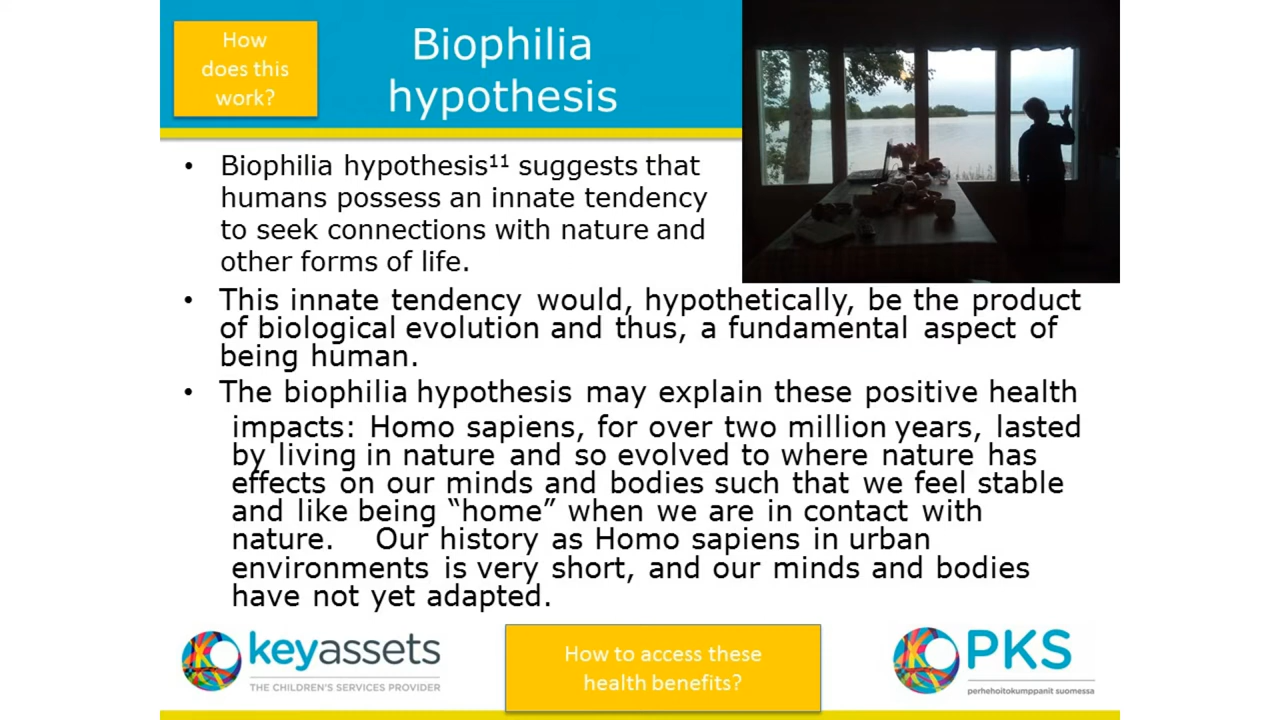 How
does this
work?
Biophilia
hypothesis
• Biophilia hypothesis¹¹ suggests that
humans possess an innate tendency
to seek connections with nature and
other forms of life.
• This innate tendency would, hypothetically, be the product
of biological evolution and thus, a fundamental aspect of
being human.
• The biophilia hypothesis may explain these positive health
impacts: Homo sapiens, for over two million years, lasted
by living in nature and so evolved to where nature has
effects on our minds and bodies such that we feel stable
and like being “home” when we are in contact with
nature. Our history as Homo sapiens in urban
environments is very short, and our minds and bodies
have not yet adapted.
keyassets
THE CHILDREN'S SERVICES PROVIDER
How to access these
health benefits?
PKS
perhehoitokumppanit suomessa